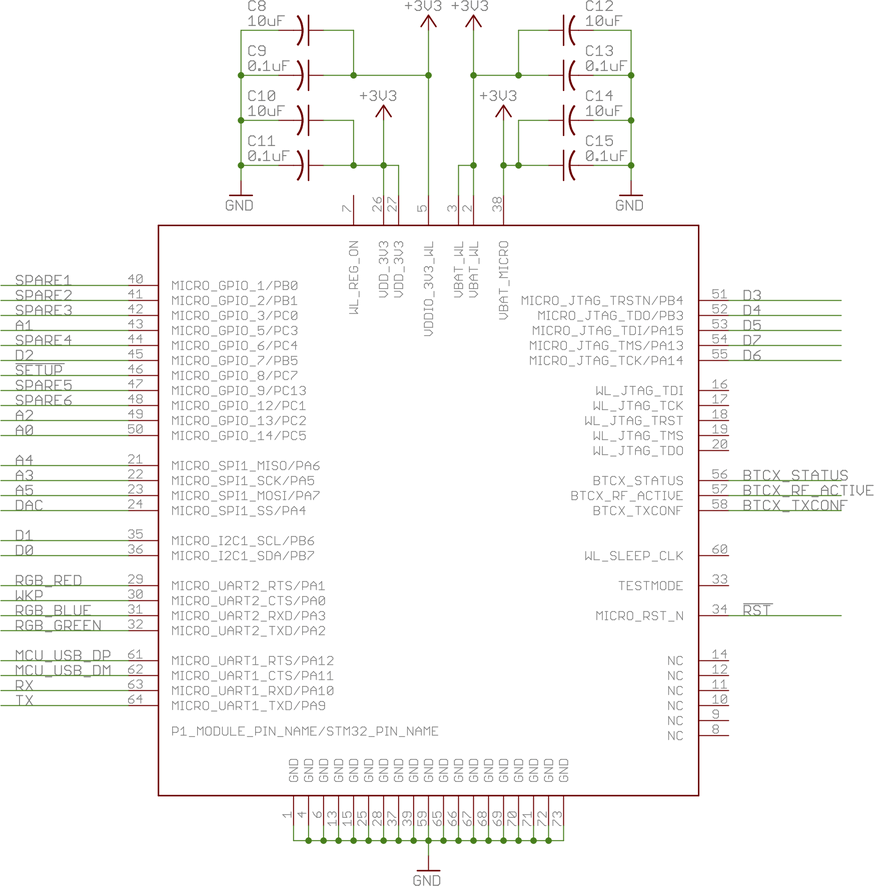 C8
10uF
C9
0.1uF
C10
10uF
C11
0.1uF
GND
+3V3
+3V3
+3V3
+3V3
C12
10uF
C13
0.1uF
C14
10uF
C15
0.1uF
GND
7 26 27 5 3 2 38
WL_REG_ON
VDD_3V3
VDD_3V3
VDDIO_3V3_WL
VBAT_WL
VBAT_WL
VBAT_MICRO
SPARE1 40 MICRO_GPIO_1/PB0
SPARE2 41 MICRO_GPIO_2/PB1
SPARE3 42 MICRO_GPIO_3/PC0
A1 43 MICRO_GPIO_5/PC3
SPARE4 44 MICRO_GPIO_6/PC4
D2 45 MICRO_GPIO_7/PB5
SETUP 46 MICRO_GPIO_8/PC7
SPARE5 47 MICRO_GPIO_9/PC13
SPARE6 48 MICRO_GPIO_12/PC1
A2 49 MICRO_GPIO_13/PC2
A0 50 MICRO_GPIO_14/PC5
A4 21 MICRO_SPI1_MISO/PA6
A3 22 MICRO_SPI1_SCK/PA5
A5 23 MICRO_SPI1_MOSI/PA7
DAC 24 MICRO_SPI1_SS/PA4
D1 35 MICRO_I2C1_SCL/PB6
D0 36 MICRO_I2C1_SDA/PB7
RGB_RED 29 MICRO_UART2_RTS/PA1
WKP 30 MICRO_UART2_CTS/PA0
RGB_BLUE 31 MICRO_UART2_RXD/PA3
RGB_GREEN 32 MICRO_UART2_TXD/PA2
MCU_USB_DP 61 MICRO_UART1_RTS/PA12
MCU_USB_DM 62 MICRO_UART1_CTS/PA11
RX 63 MICRO_UART1_RXD/PA10
TX 64 MICRO_UART1_TXD/PA9
P1_MODULE_PIN_NAME/STM32_PIN_NAME
MICRO_JTAG_TRSTN/PB4 51 D3
MICRO_JTAG_TDO/PB3 52 D4
MICRO_JTAG_TDI/PA15 53 D5
MICRO_JTAG_TMS/PA13 54 D7
MICRO_JTAG_TCK/PA14 55 D6
WL_JTAG_TDI 16
WL_JTAG_TCK 17
WL_JTAG_TRST 18
WL_JTAG_TMS 19
WL_JTAG_TDO 20
BTCX_STATUS 56 BTCX_STATUS
BTCX_RF_ACTIVE 57 BTCX_RF_ACTIVE
BTCX_TXCONF 58 BTCX_TXCONF
WL_SLEEP_CLK 60
TESTMODE 33
MICRO_RST_N 34 RST
NC 14
NC 12
NC 11
NC 10
NC 9
NC 8
GND GND GND GND GND GND GND GND GND GND GND GND GND GND GND GND GND GND GND
1 4 6 13 15 25 28 37 39 59 65 66 67 68 69 70 71 72 73
GND